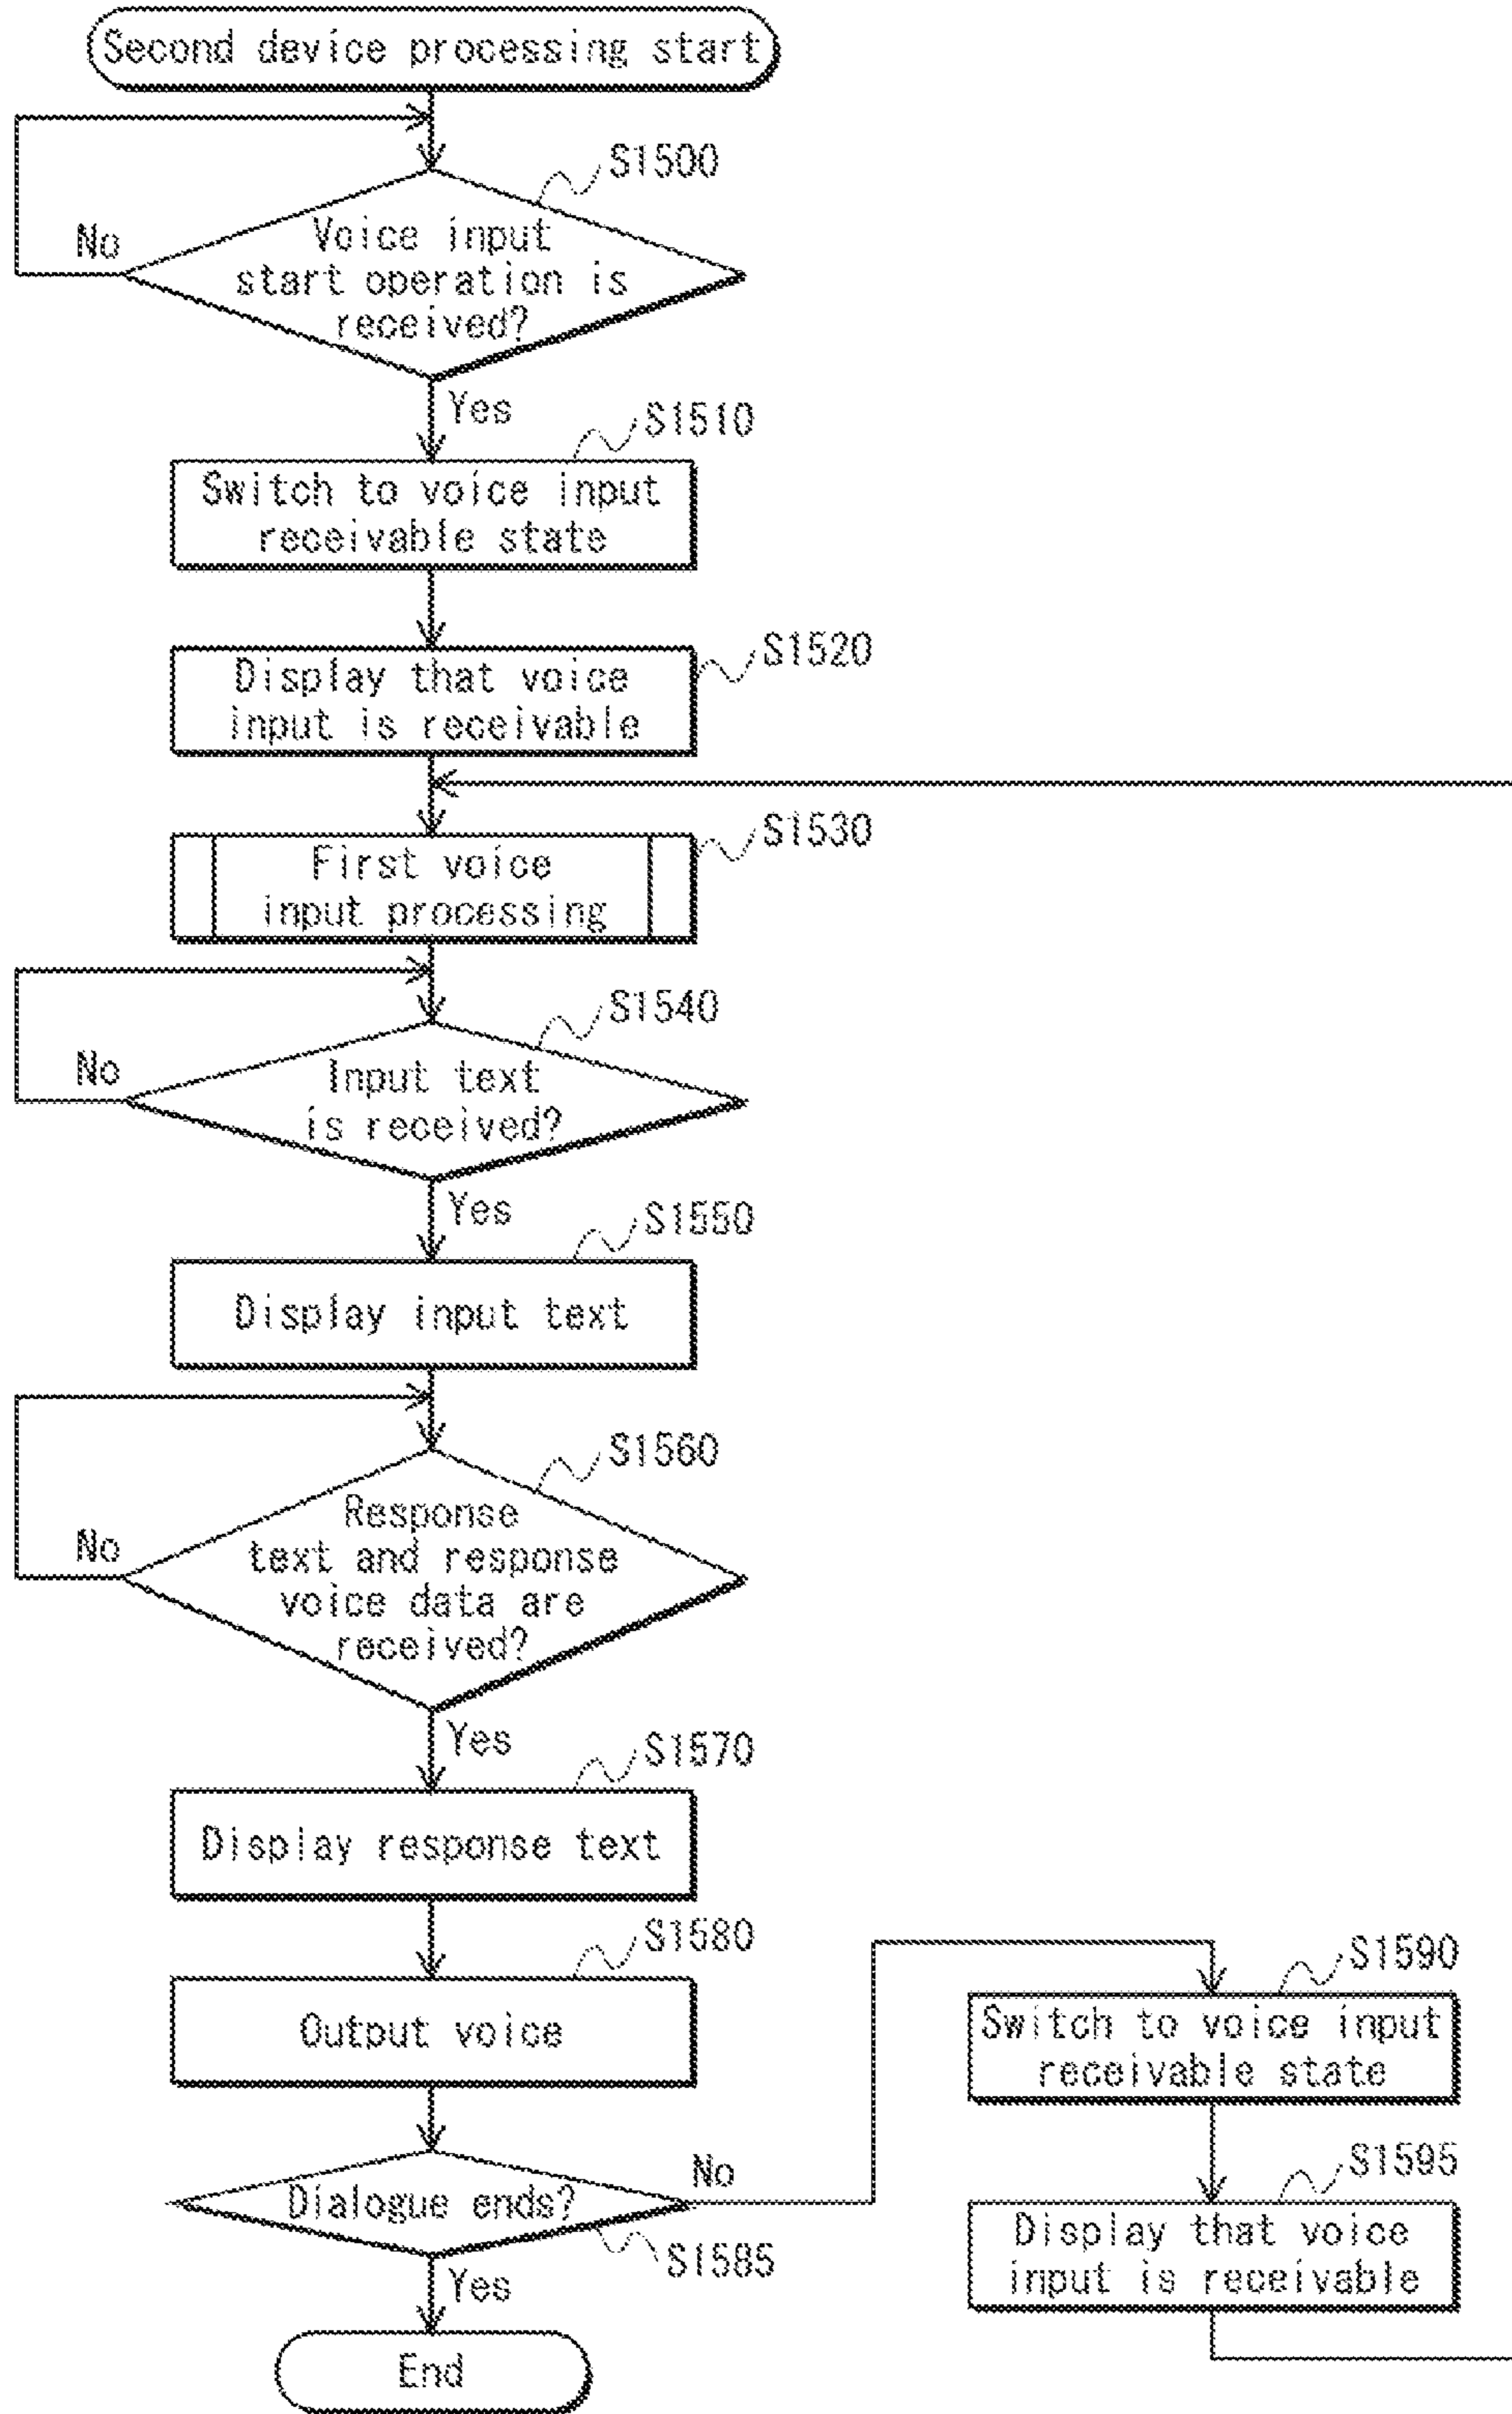 Second device processing start
S1500
No
Voice input
start operation is
received?
Yes
S1510
Switch to voice input
receivable state
S1520
Display that voice
input is receivable
S1530
First voice
input processing
S1540
No
Input text
is received?
Yes
S1550
Display input text
S1560
No
Response
text and response
voice data are
received?
Yes
S1570
Display response text
S1580
Output voice
S1590
Switch to voice input
receivable state
No
Dialogue ends?
S1585
S1595
Display that voice
input is receivable
Yes
End